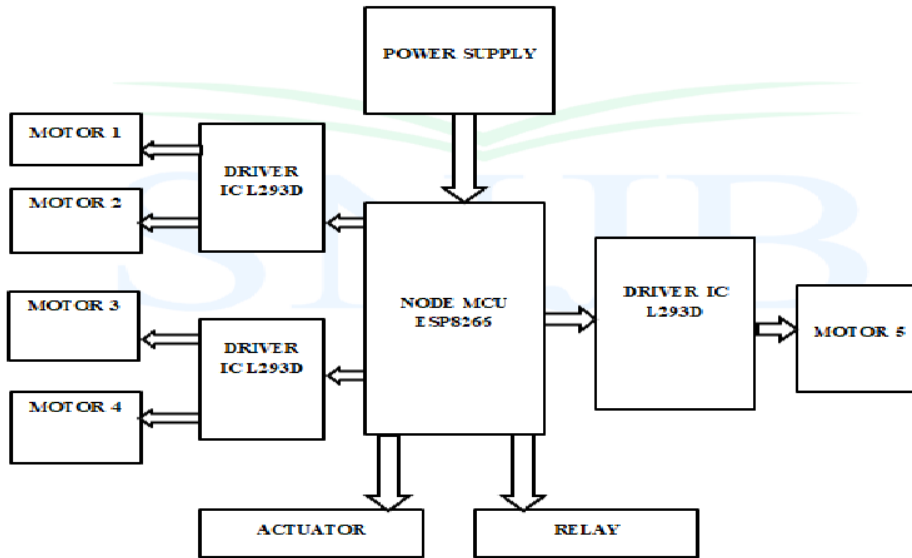 POWER SUPPLY
MOTOR 1
DRIVER
IC L293D
MOTOR 2
NODE MCU
ESP8266
DRIVER IC
L293D
MOTOR 3
MOTOR 5
DRIVER
IC L293D
MOTOR 4
ACTUATOR
RELAY
SNJB